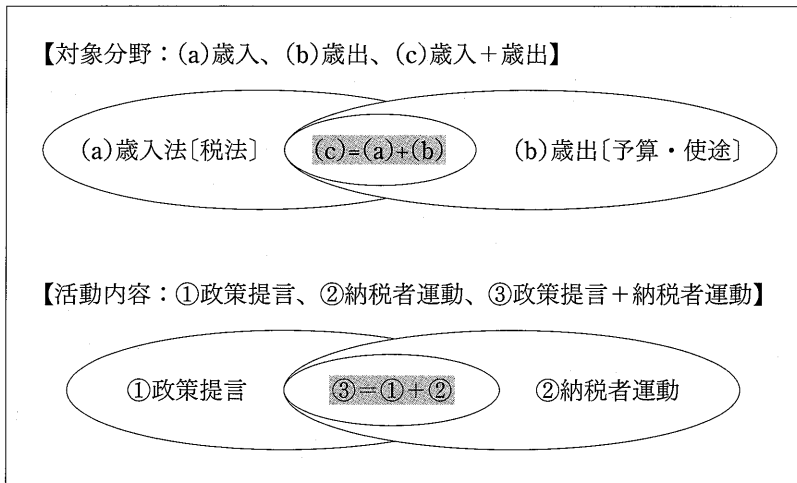 【対象分野：(a)歳入、(b)歳出、(c)歳入＋歳出】
(a)歳入法〔税法〕 (c)=(a)+(b) (b)歳出〔予算・使途〕
【活動内容：①政策提言、②納税者運動、③政策提言＋納税者運動】
①政策提言 ③＝①＋② ②納税者運動